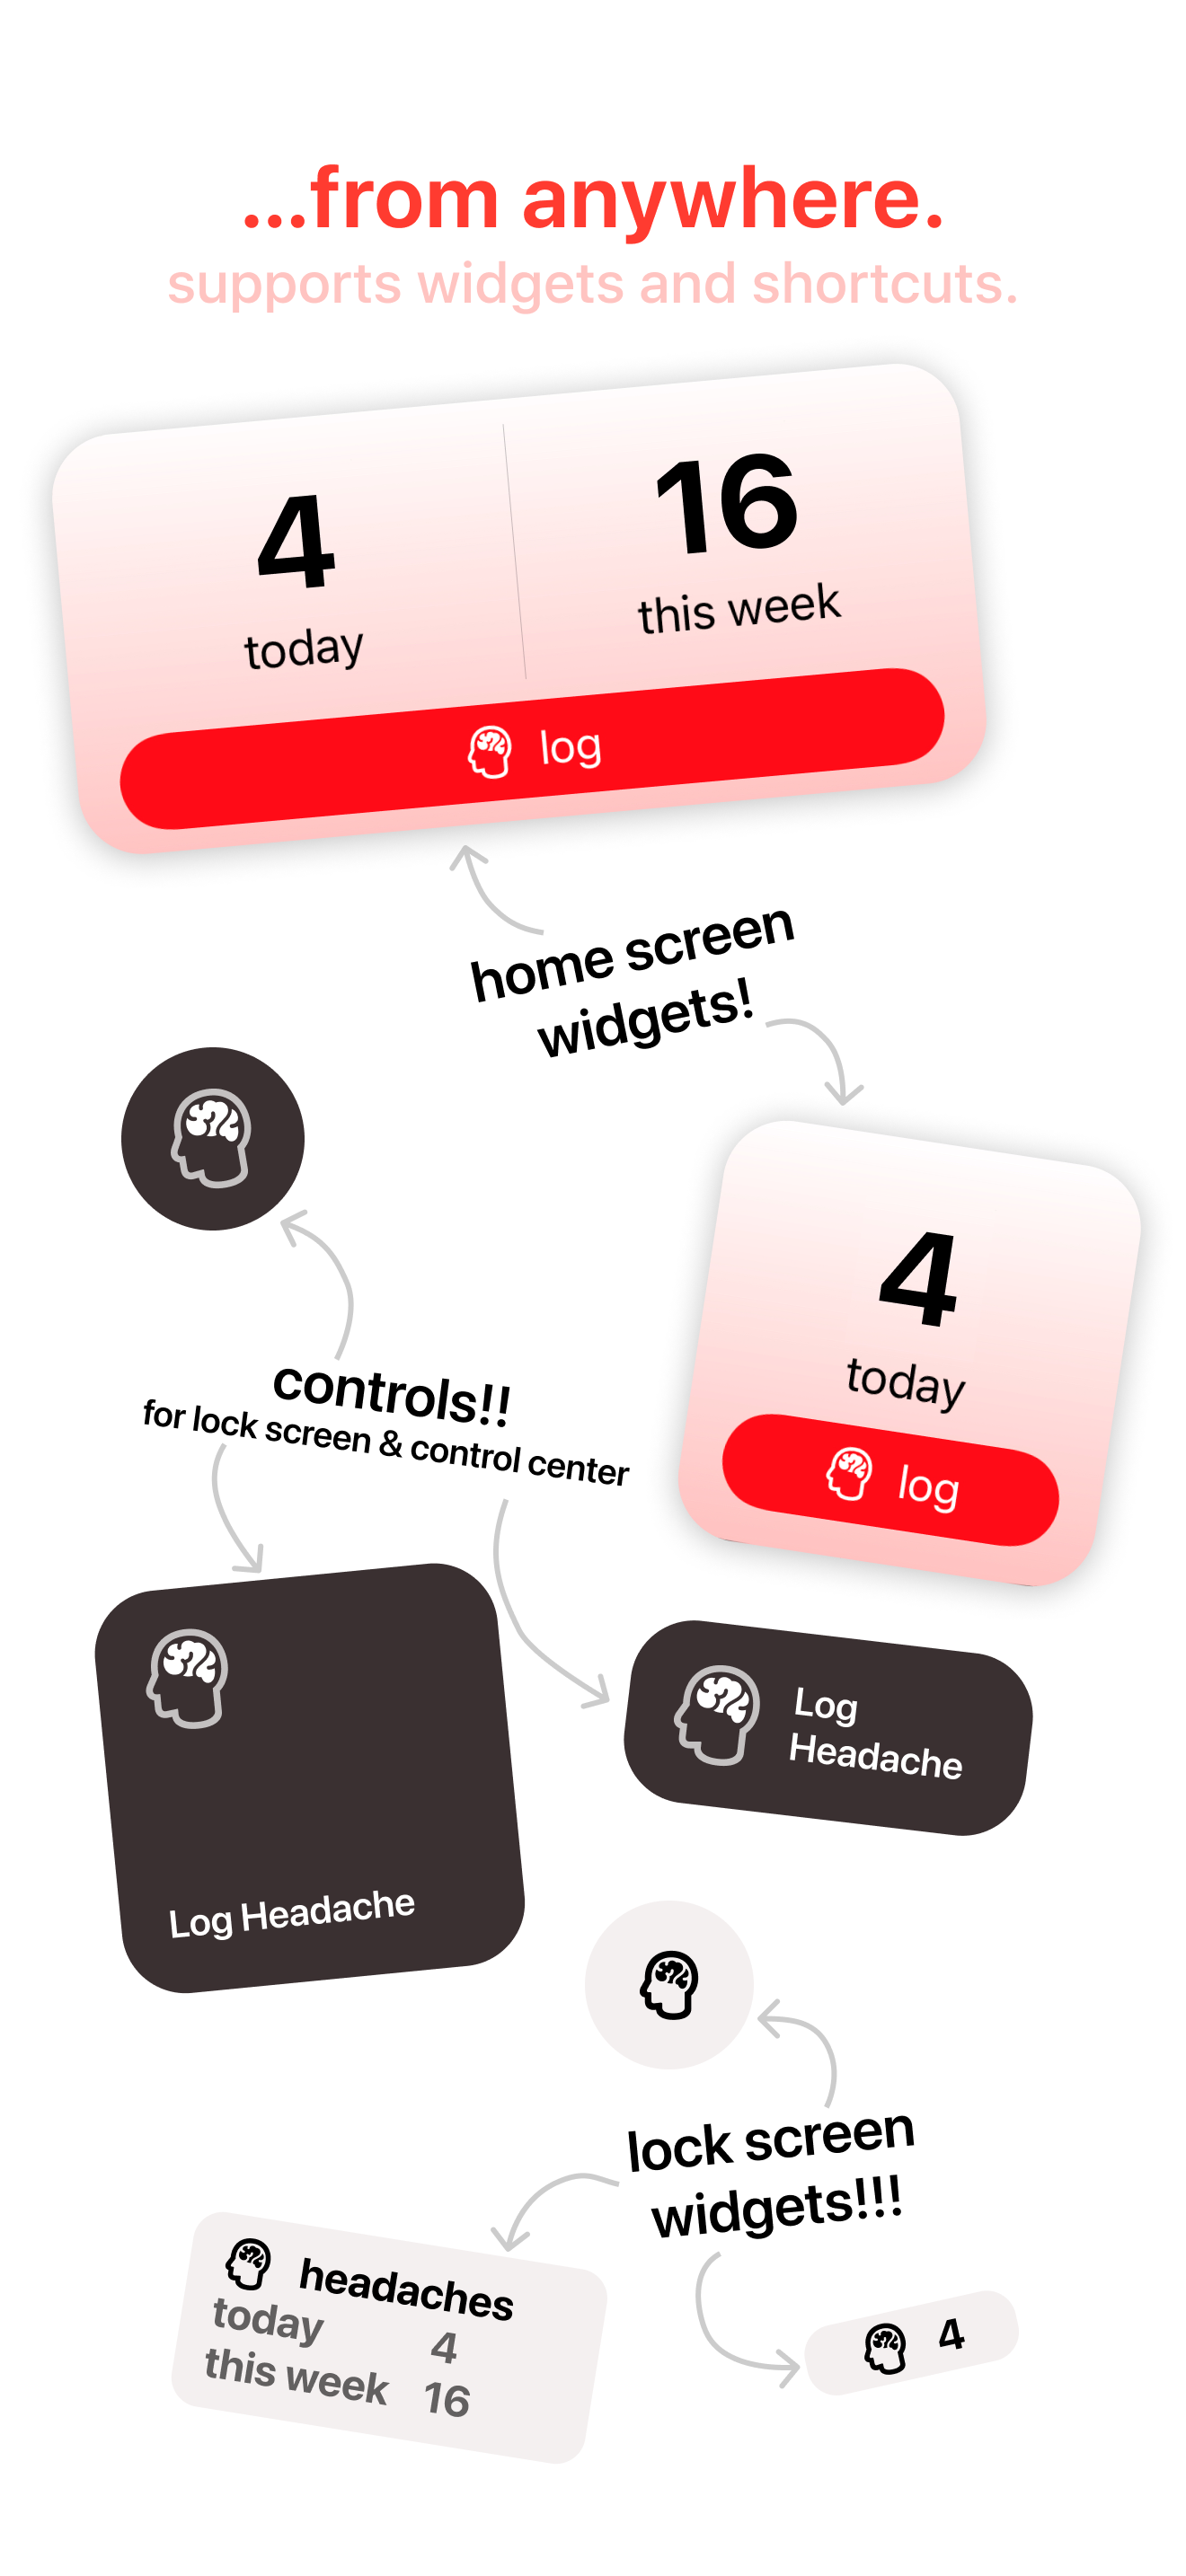 ...from anywhere.
supports widgets and shortcuts.
4
today
16
this week
log
home screen
widgets!
4
today
log
controls!!
for lock screen & control center
Log Headache
Log
Headache
lock screen
widgets!!!
headaches
today 4
this week 16
4